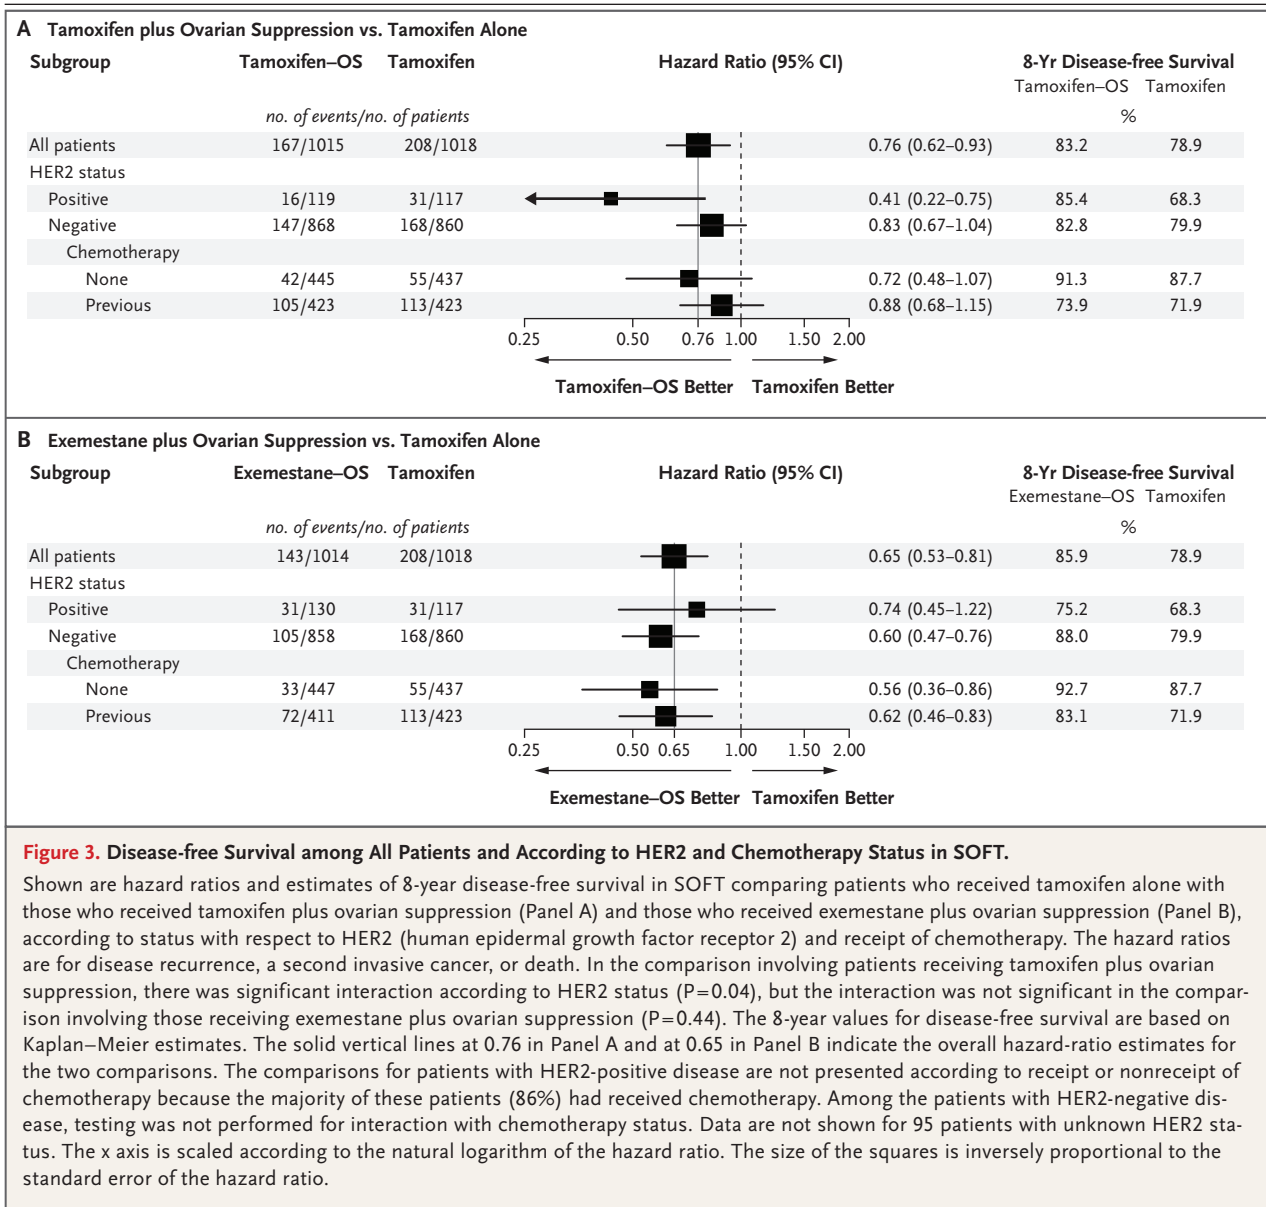 A Tamoxifen plus Ovarian Suppression vs. Tamoxifen Alone
Subgroup Tamoxifen–OS Tamoxifen Hazard Ratio (95% CI) 8-Yr Disease-free Survival
Tamoxifen–OS Tamoxifen
no. of events/no. of patients %
All patients 167/1015 208/1018 0.76 (0.62–0.93) 83.2 78.9
HER2 status
Positive 16/119 31/117 0.41 (0.22–0.75) 85.4 68.3
Negative 147/868 168/860 0.83 (0.67–1.04) 82.8 79.9
Chemotherapy
None 42/445 55/437 0.72 (0.48–1.07) 91.3 87.7
Previous 105/423 113/423 0.88 (0.68–1.15) 73.9 71.9
0.25 0.50 0.76 1.00 1.50 2.00
Tamoxifen–OS Better Tamoxifen Better
B Exemestane plus Ovarian Suppression vs. Tamoxifen Alone
Subgroup Exemestane–OS Tamoxifen Hazard Ratio (95% CI) 8-Yr Disease-free Survival
Exemestane–OS Tamoxifen
no. of events/no. of patients %
All patients 143/1014 208/1018 0.65 (0.53–0.81) 85.9 78.9
HER2 status
Positive 31/130 31/117 0.74 (0.45–1.22) 75.2 68.3
Negative 105/858 168/860 0.60 (0.47–0.76) 88.0 79.9
Chemotherapy
None 33/447 55/437 0.56 (0.36–0.86) 92.7 87.7
Previous 72/411 113/423 0.62 (0.46–0.83) 83.1 71.9
0.25 0.50 0.65 1.00 1.50 2.00
Exemestane–OS Better Tamoxifen Better
Figure 3. Disease-free Survival among All Patients and According to HER2 and Chemotherapy Status in SOFT.
Shown are hazard ratios and estimates of 8-year disease-free survival in SOFT comparing patients who received tamoxifen alone with
those who received tamoxifen plus ovarian suppression (Panel A) and those who received exemestane plus ovarian suppression (Panel B),
according to status with respect to HER2 (human epidermal growth factor receptor 2) and receipt of chemotherapy. The hazard ratios
are for disease recurrence, a second invasive cancer, or death. In the comparison involving patients receiving tamoxifen plus ovarian
suppression, there was significant interaction according to HER2 status (P=0.04), but the interaction was not significant in the compar-
ison involving those receiving exemestane plus ovarian suppression (P=0.44). The 8-year values for disease-free survival are based on
Kaplan–Meier estimates. The solid vertical lines at 0.76 in Panel A and at 0.65 in Panel B indicate the overall hazard-ratio estimates for
the two comparisons. The comparisons for patients with HER2-positive disease are not presented according to receipt or nonreceipt of
chemotherapy because the majority of these patients (86%) had received chemotherapy. Among the patients with HER2-negative dis-
ease, testing was not performed for interaction with chemotherapy status. Data are not shown for 95 patients with unknown HER2 sta-
tus. The x axis is scaled according to the natural logarithm of the hazard ratio. The size of the squares is inversely proportional to the
standard error of the hazard ratio.